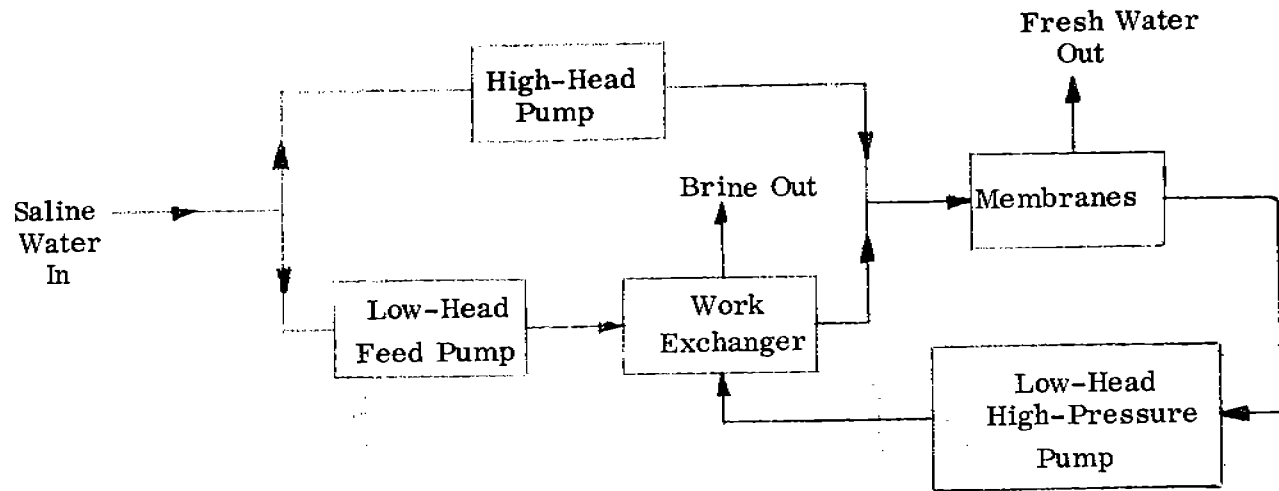 Fresh Water
Out
High-Head
Pump
Brine Out
Membranes
Saline
Water
In
Low-Head
Feed Pump
Work
Exchanger
Low-Head
High-Pressure
Pump